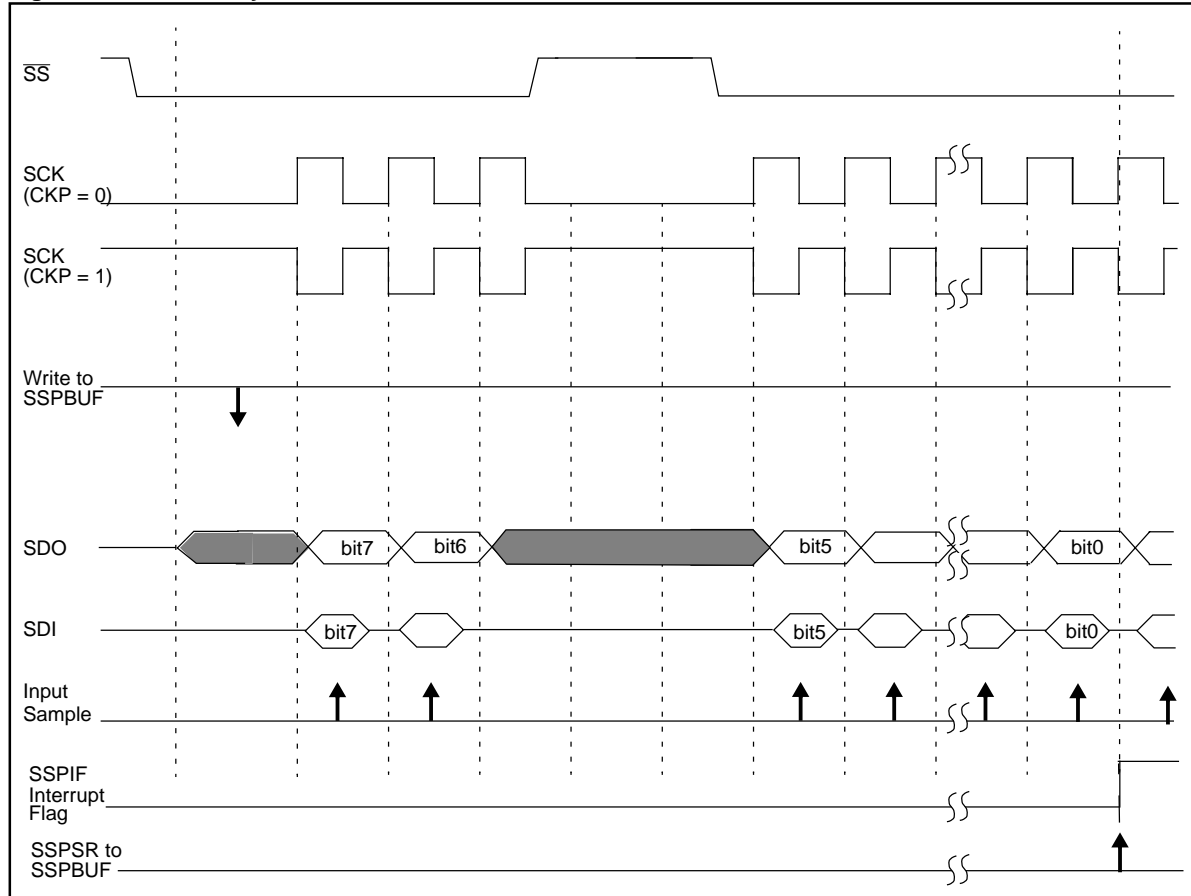 SS
SCK
(CKP = 0)
SCK
(CKP = 1)
Write to
SSPBUF
SDO
bit7
bit6
bit5
bit0
SDI
bit7
bit5
bit0
Input
Sample
SSPIF
Interrupt
Flag
SSPSR to
SSPBUF